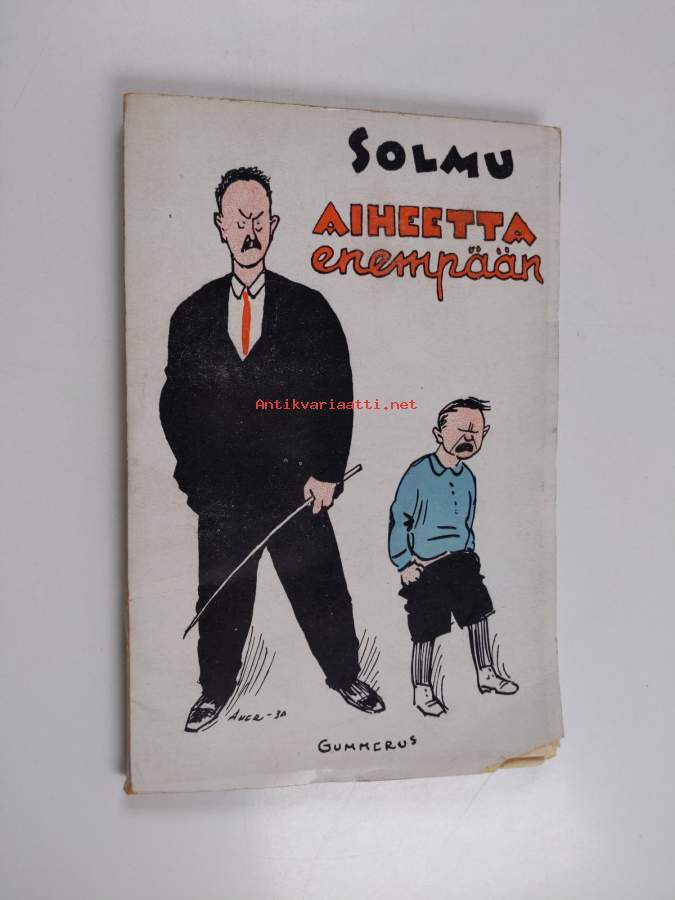 SOLMU
AIHEETTA
enempään
Antikvariaatti.net
AUER -30
GUMMERUS